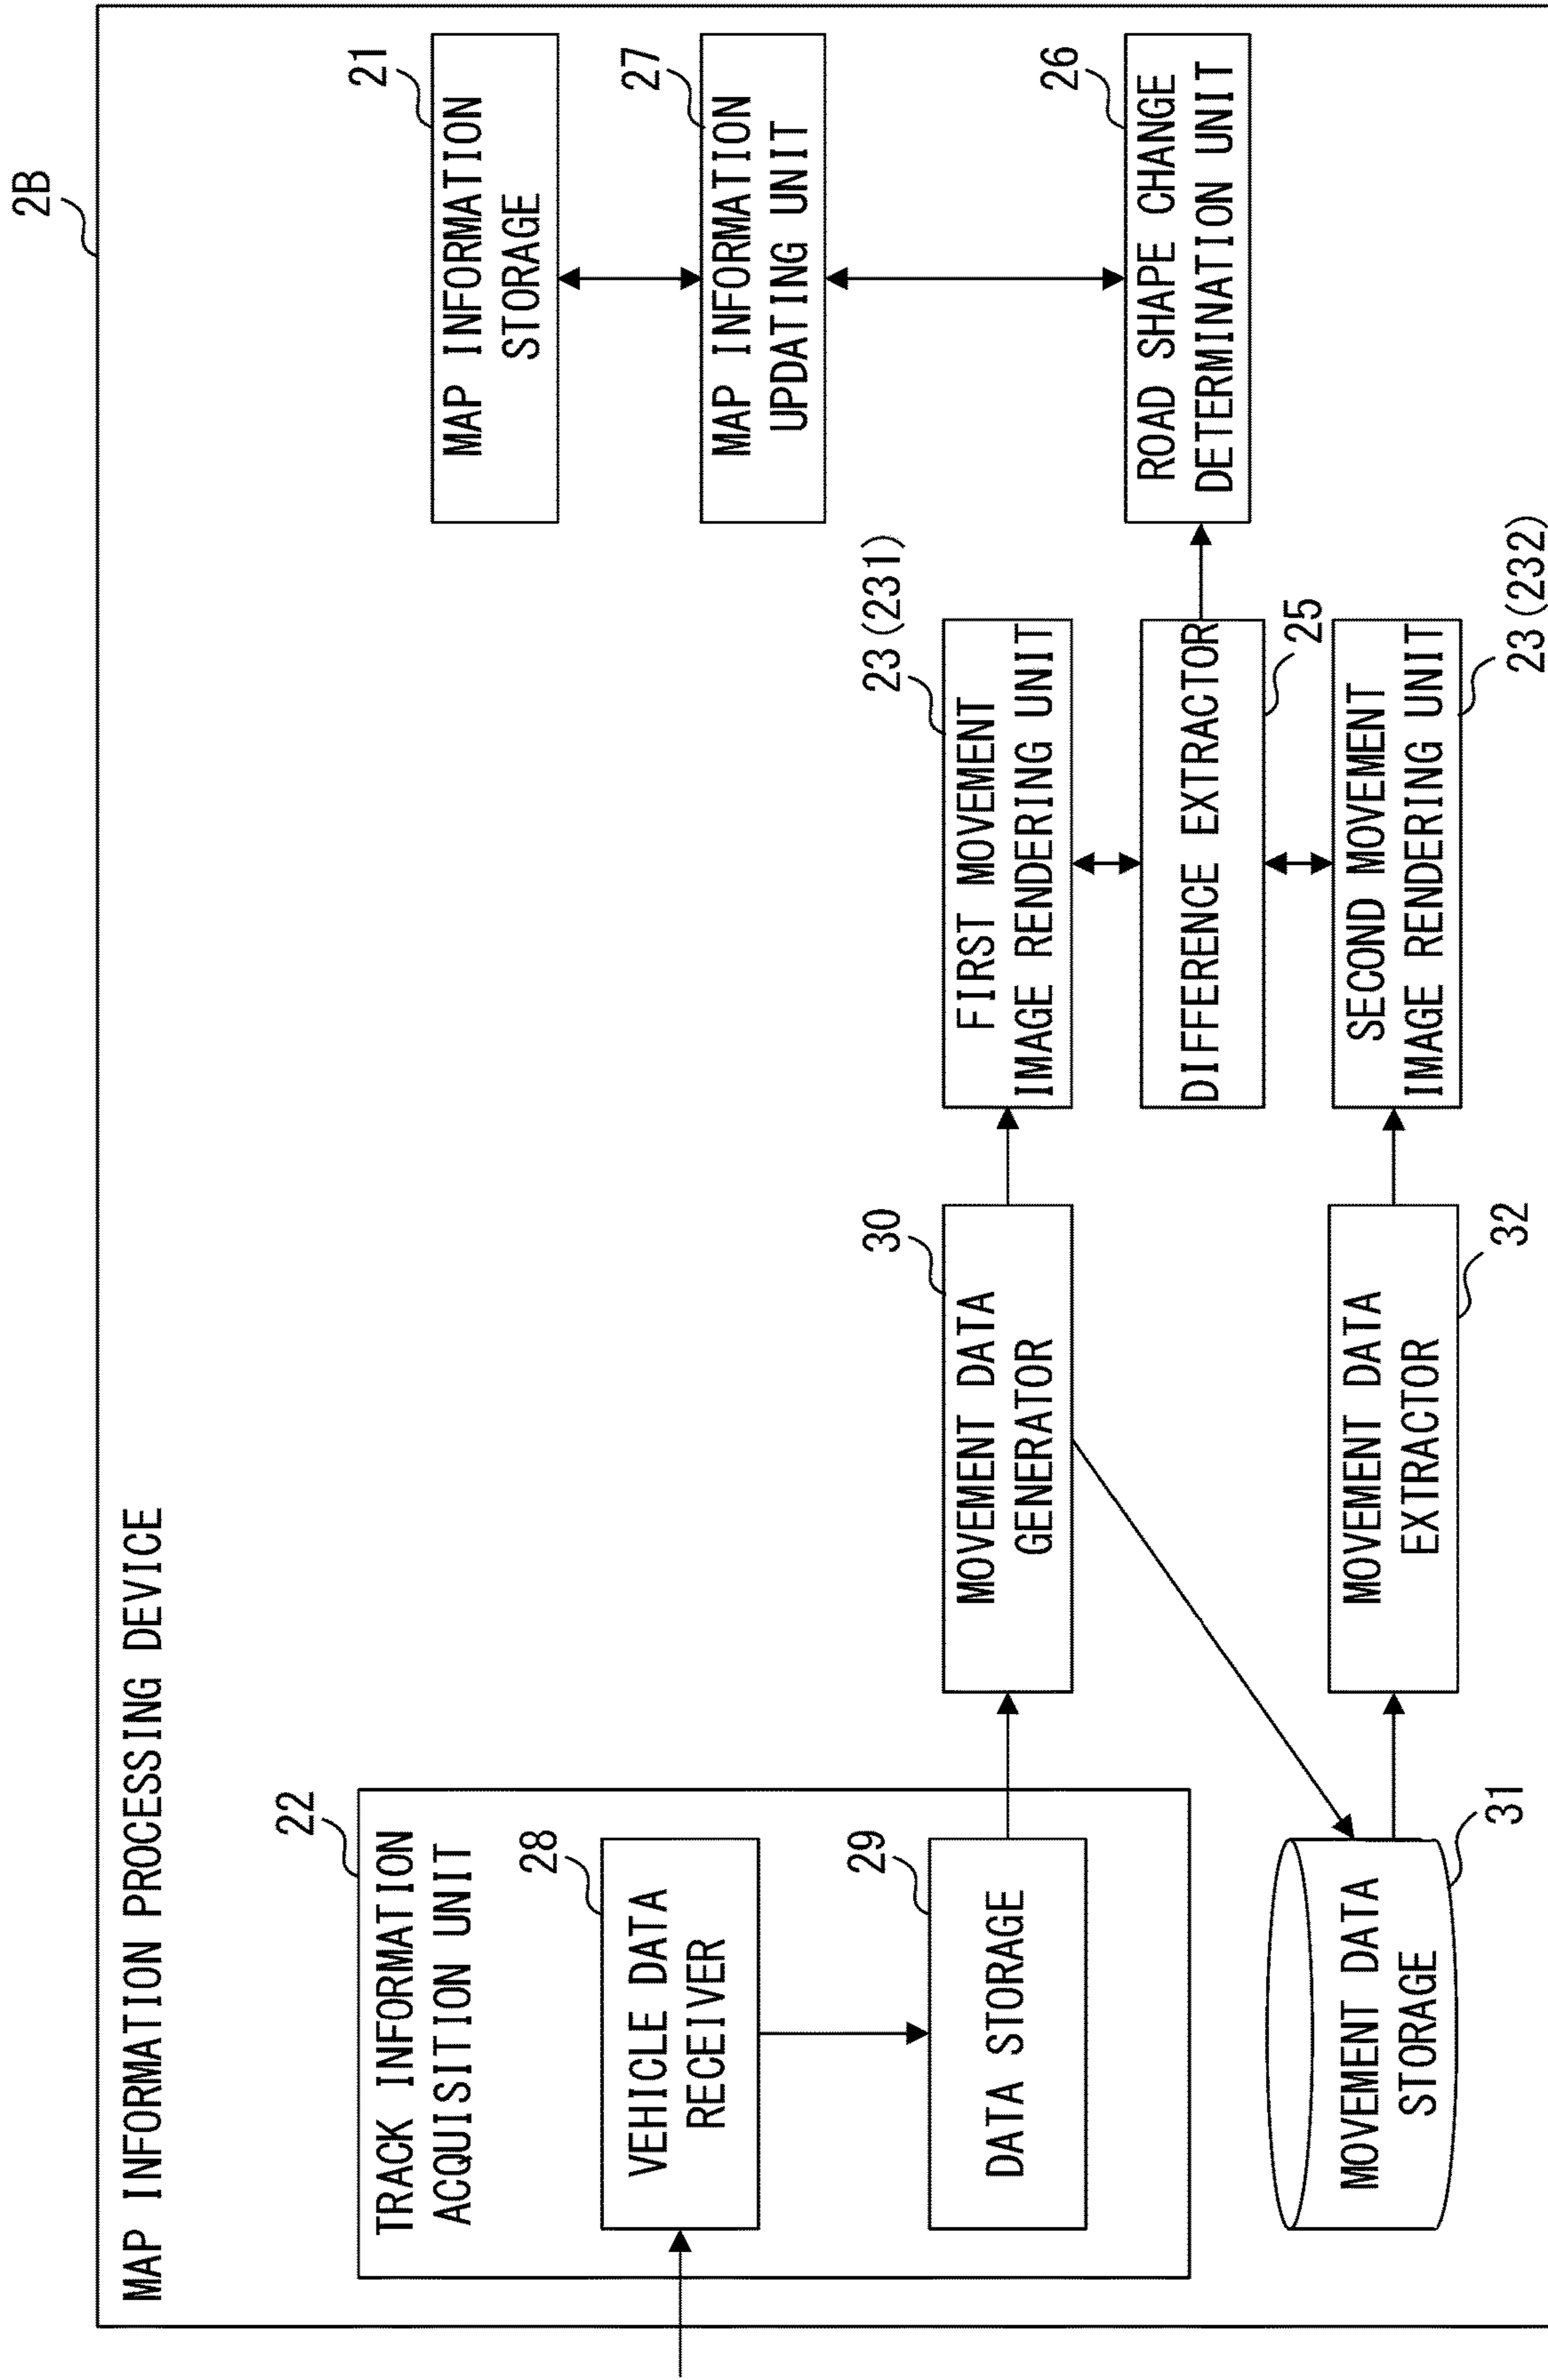 2B
MAP INFORMATION PROCESSING DEVICE
22
TRACK INFORMATION
ACQUISITION UNIT
28
VEHICLE DATA
RECEIVER
29
DATA STORAGE
MOVEMENT DATA
STORAGE
31
30
MOVEMENT DATA
GENERATOR
MOVEMENT DATA
EXTRACTOR
32
23(231)
FIRST MOVEMENT
IMAGE RENDERING UNIT
DIFFERENCE EXTRACTOR
25
SECOND MOVEMENT
IMAGE RENDERING UNIT
23(232)
21
MAP INFORMATION
STORAGE
27
MAP INFORMATION
UPDATING UNIT
26
ROAD SHAPE CHANGE
DETERMINATION UNIT